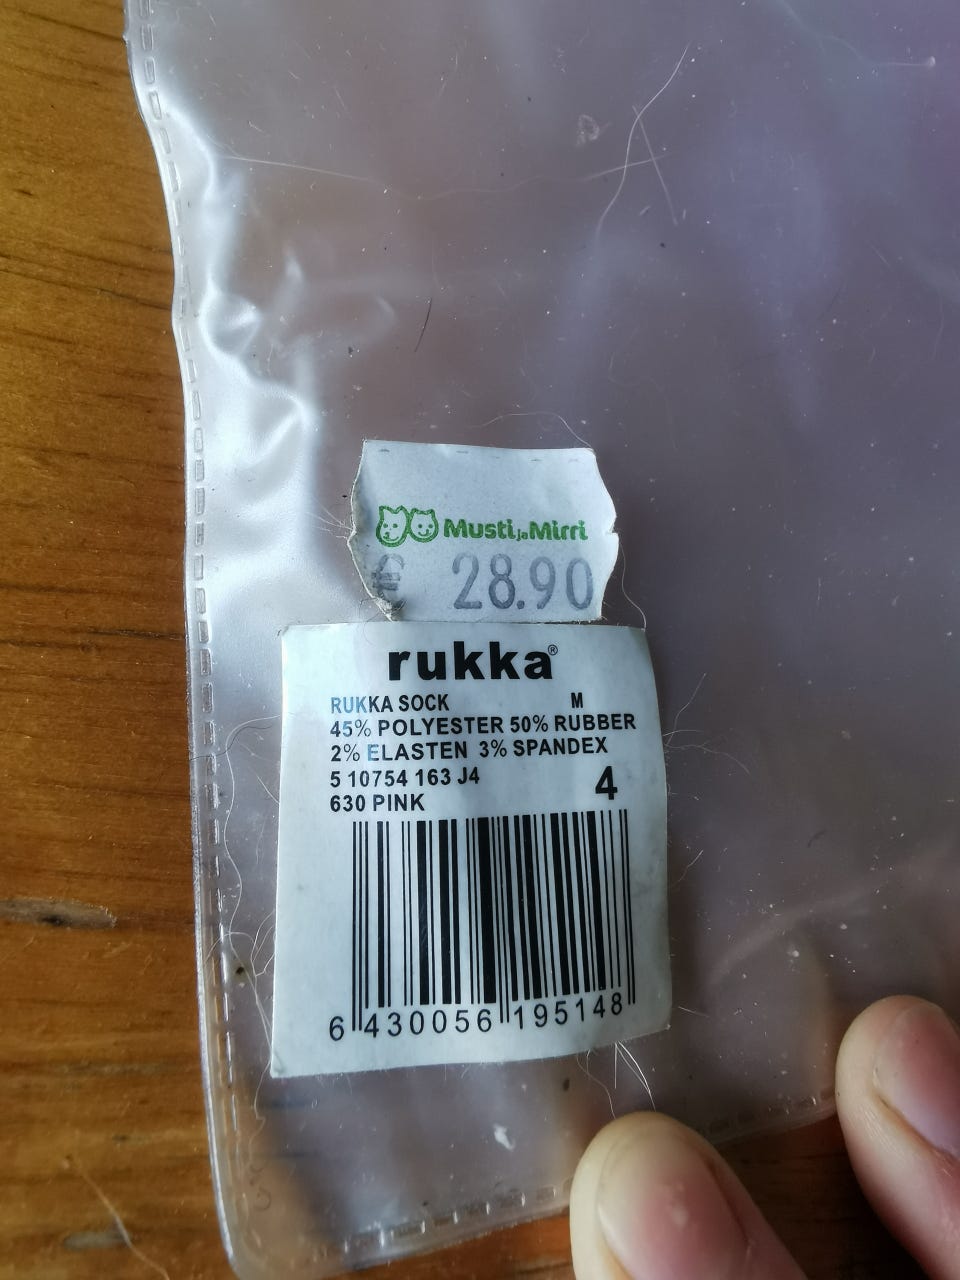 Musti ja Mirri
€ 28.90
rukka®
RUKKA SOCK M
45% POLYESTER 50% RUBBER
2% ELASTEN 3% SPANDEX
5 10754 163 J4
630 PINK 4
6 430056 195148